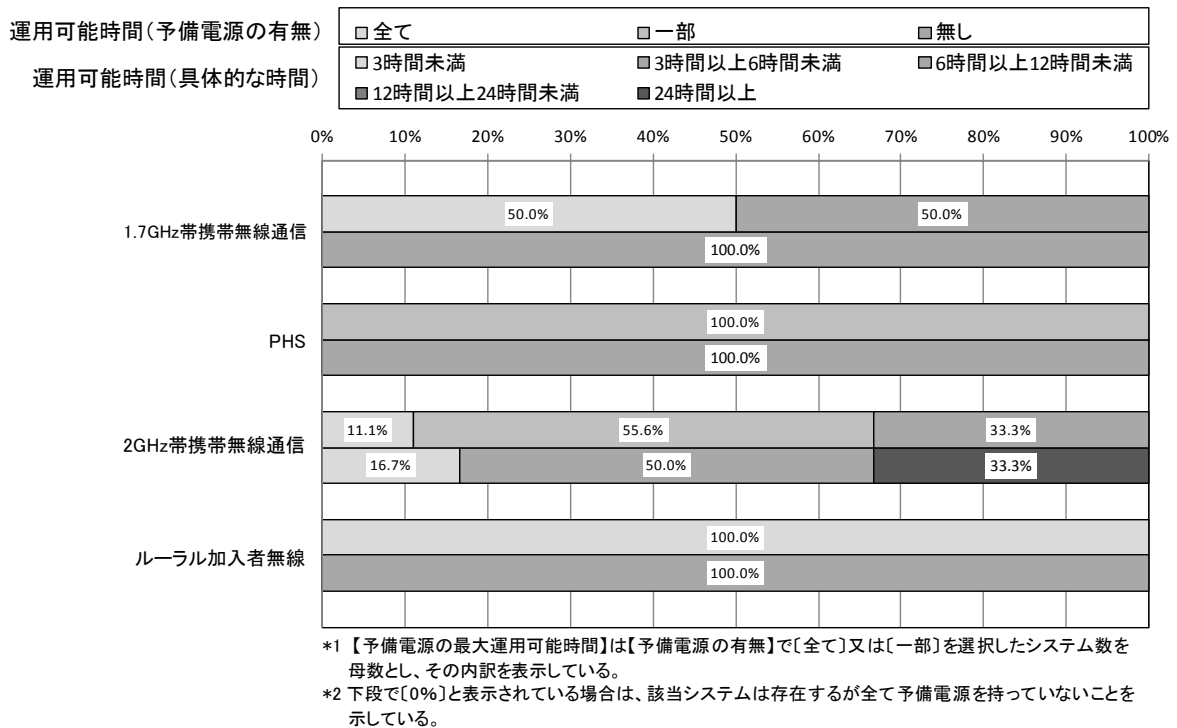 運用可能時間(予備電源の有無)
□全て □一部 ■無し
運用可能時間(具体的な時間)
□3時間未満 ■3時間以上6時間未満 ■6時間以上12時間未満
■12時間以上24時間未満 ■24時間以上
0% 10% 20% 30% 40% 50% 60% 70% 80% 90% 100%
1.7GHz帯携帯無線通信
50.0% 50.0%
100.0%
PHS
100.0%
100.0%
2GHz帯携帯無線通信
11.1% 55.6% 33.3%
16.7% 50.0% 33.3%
ルーラル加入者無線
100.0%
100.0%
*1 【予備電源の最大運用可能時間】は【予備電源の有無】で〔全て〕又は〔一部〕を選択したシステム数を
母数とし、その内訳を表示している。
*2 下段で〔0%〕と表示されている場合は、該当システムは存在するが全て予備電源を持っていないことを
示している。